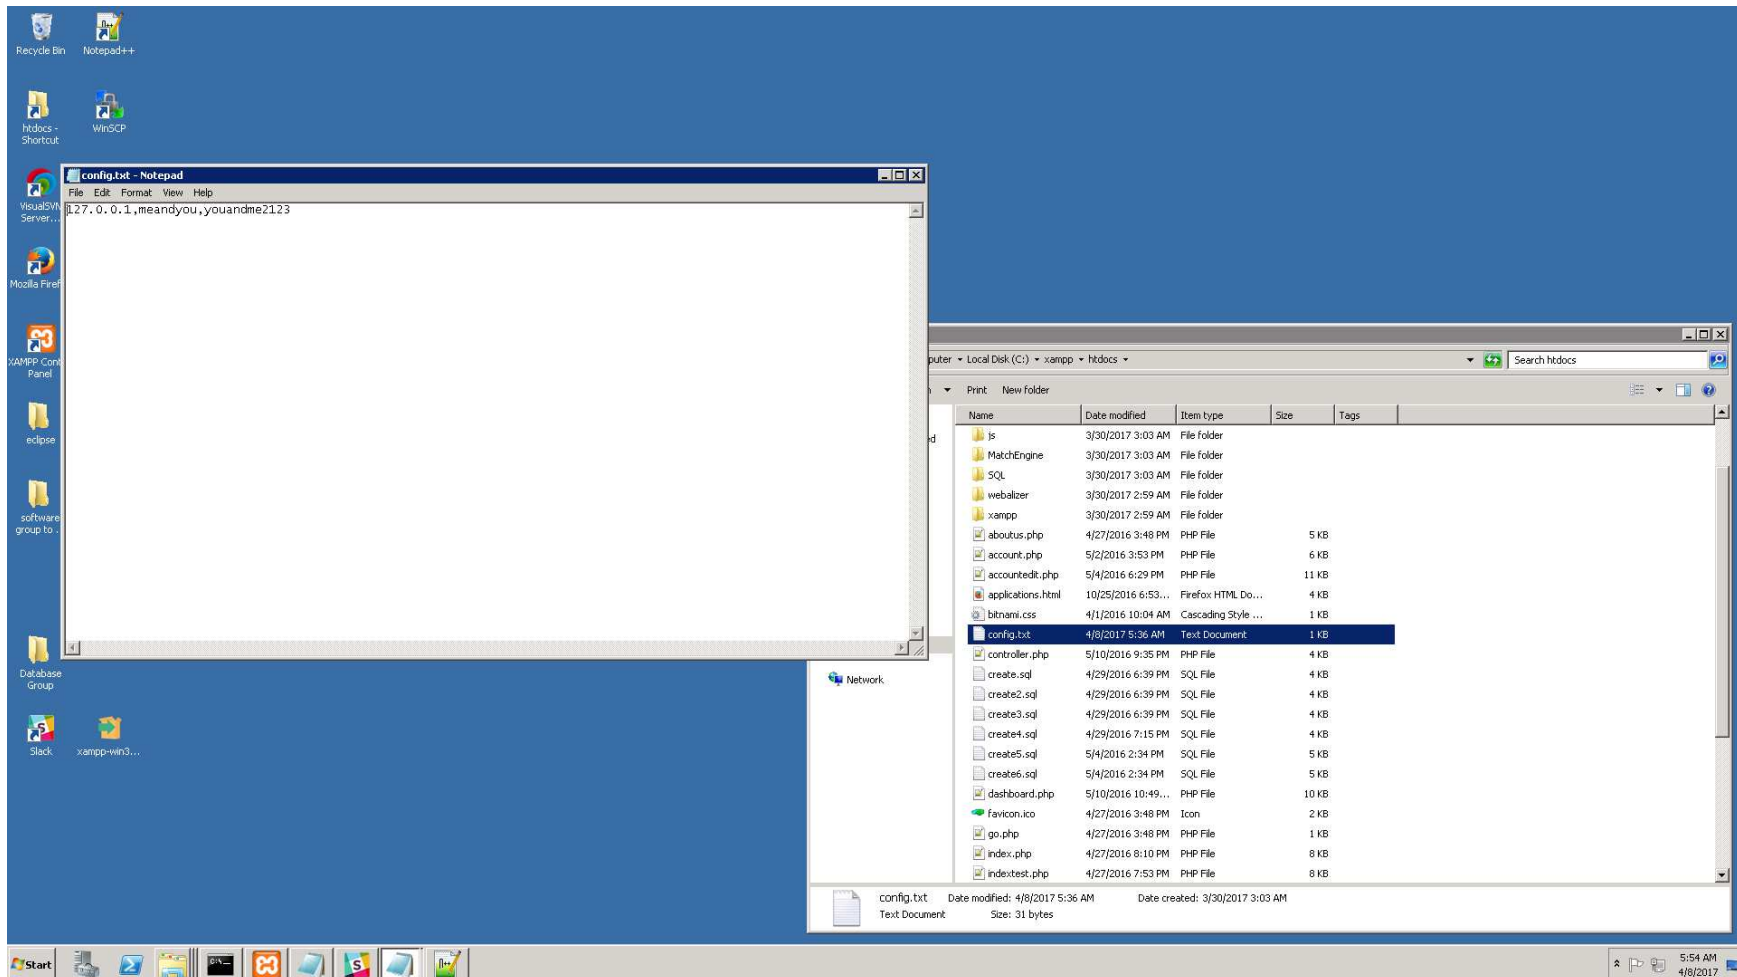 Recycle Bin
Notepad++
htdocs -
Shortcut
WinSCP
VisualSVN
Server...
Mozilla Firef
XAMPP Cont
Panel
eclipse
software
group to .
Database
Group
Slack
xampp-win3...
config.txt - Notepad
File Edit Format View Help
127.0.0.1,meandyou,youandme2123
puter Local Disk (C:) xampp htdocs
Search htdocs
Print New folder
Name Date modified Item type Size Tags
js 3/30/2017 3:03 AM File folder
MatchEngine 3/30/2017 3:03 AM File folder
SQL 3/30/2017 3:03 AM File folder
webalizer 3/30/2017 2:59 AM File folder
xampp 3/30/2017 2:59 AM File folder
aboutus.php 4/27/2016 3:48 PM PHP File 5 KB
account.php 5/2/2016 3:53 PM PHP File 6 KB
accountedit.php 5/4/2016 6:29 PM PHP File 11 KB
applications.html 10/25/2016 6:53... Firefox HTML Do... 4 KB
bitnami.css 4/1/2016 10:04 AM Cascading Style ... 1 KB
config.txt 4/8/2017 5:36 AM Text Document 1 KB
controller.php 5/10/2016 9:35 PM PHP File 4 KB
create.sql 4/29/2016 6:39 PM SQL File 4 KB
create2.sql 4/29/2016 6:39 PM SQL File 4 KB
create3.sql 4/29/2016 6:39 PM SQL File 4 KB
create4.sql 4/29/2016 7:15 PM SQL File 4 KB
create5.sql 5/4/2016 2:34 PM SQL File 5 KB
create6.sql 5/4/2016 2:34 PM SQL File 5 KB
dashboard.php 5/10/2016 10:49... PHP File 10 KB
favicon.ico 4/27/2016 3:48 PM Icon 2 KB
go.php 4/27/2016 3:48 PM PHP File 1 KB
index.php 4/27/2016 8:10 PM PHP File 8 KB
indextest.php 4/27/2016 7:53 PM PHP File 8 KB
ed
Network
config.txt Date modified: 4/8/2017 5:36 AM Date created: 3/30/2017 3:03 AM
Text Document Size: 31 bytes
Start
5:54 AM
4/8/2017